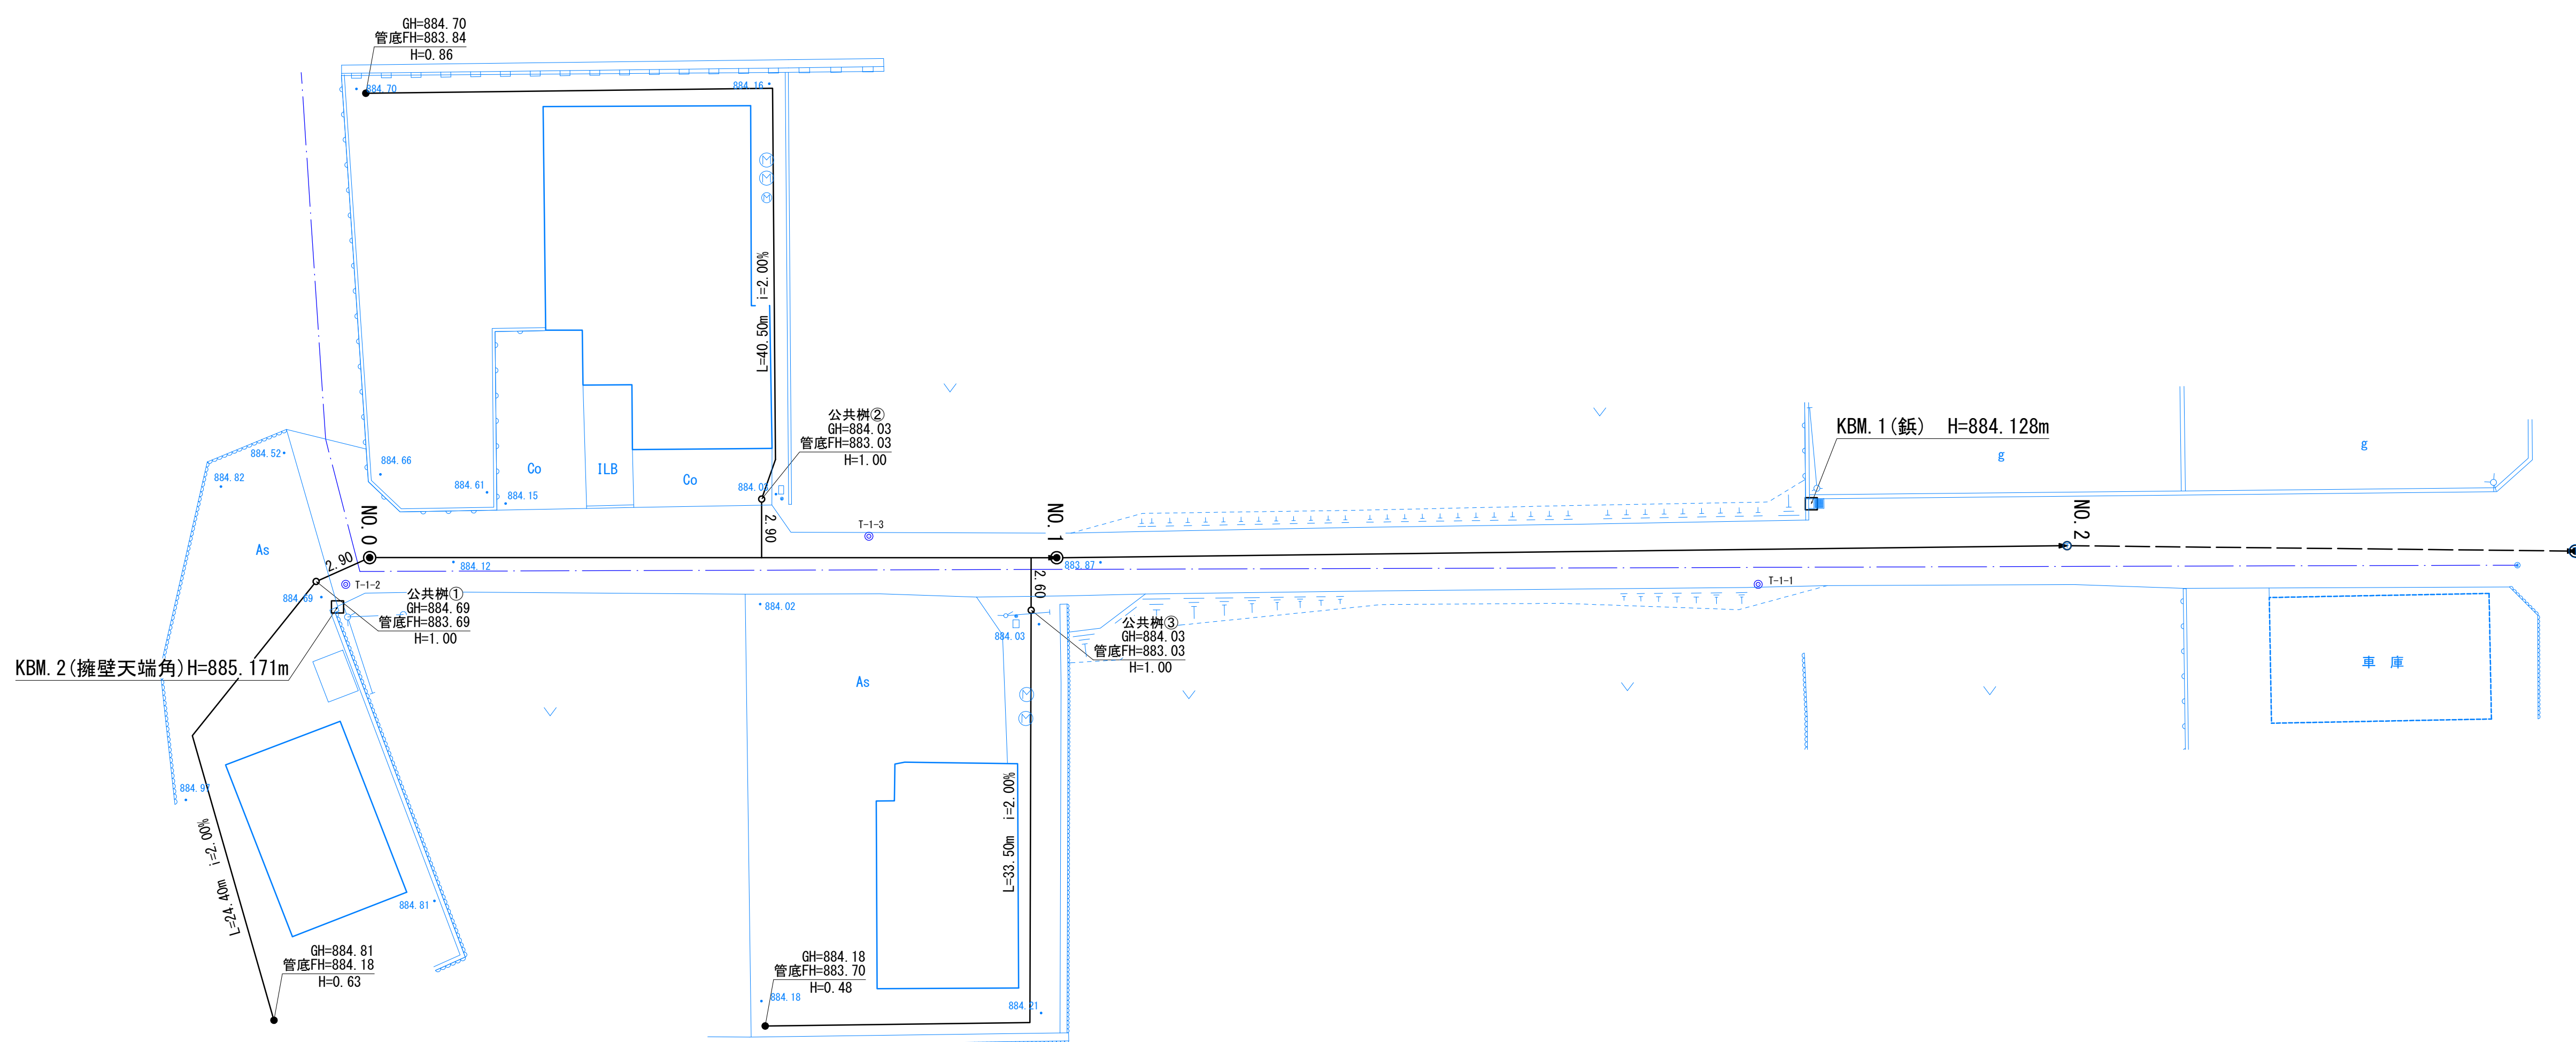 GH=884.70
管底FH=883.84
H=0.86
884.70
884.16
L=40.50m i=2.00%
公共桝②
GH=884.03
管底FH=883.03
H=1.00
KBM.1(鋲) H=884.128m
g
g
884.52
884.82
884.66
884.61
884.15
Co
ILB
Co
884.03
2.90
T-1-3
NO.0
NO.1
NO.2
As
2.90
884.12
883.87
T-1-2
T-1-1
884.69
公共桝①
GH=884.69
管底FH=883.69
H=1.00
KBM.2(擁壁天端角)H=885.171m
884.02
2.60
884.03
公共桝③
GH=884.03
管底FH=883.03
H=1.00
As
車 庫
L=24.40m i=2.00%
884.81
L=33.50m i=2.00%
GH=884.81
管底FH=884.18
H=0.63
GH=884.18
管底FH=883.70
H=0.48
884.18
884.21